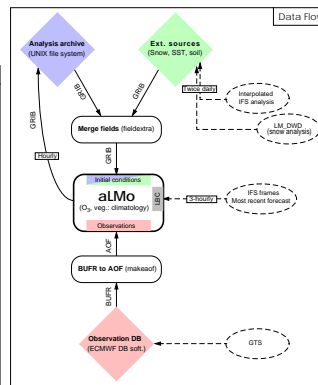 Data Flow
Analysis archive
(UNIX file system)
Ext. sources
(Snow, SST, soil)
Twice daily
Interpolated
IFS analysis
LM_DWD
(snow analysis)
GRIB
GRIB
GRIB
Merge fields (fieldextra)
GRIB
Hourly
Initial conditions
aLMo
(O3, veg.: climatology)
LBC
Observations
3-hourly
IFS frames
Most recent forecast
AOF
BUFR to AOF (makeaof)
BUFR
Observation DB
(ECMWF DB soft.)
GTS